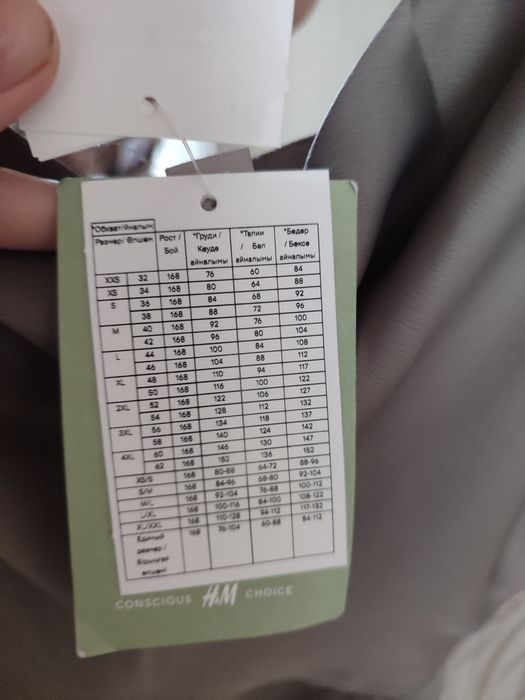 *Обхват/Айналым
Размер/ Өлшем Рост / Бой *Груди / Кеуде айналымы *Талии / Бел айналымы *Бедер / Бөксе айналымы
XXS 32 168 76 60 84
XS 34 168 80 64 88
S 36 168 84 68 92
38 168 88 72 96
M 40 168 92 76 100
42 168 96 80 104
L 44 168 100 84 108
46 168 104 88 112
XL 48 168 110 94 117
50 168 116 100 122
2XL 52 168 122 106 127
54 168 128 112 132
3XL 56 168 134 118 137
58 168 140 124 142
4XL 60 168 146 130 147
62 168 152 136 152
XS/S 168 80-88 64-72 88-96
S/M 168 84-96 68-80 92-104
M/L 168 92-104 76-88 100-112
L/XL 168 100-116 84-100 108-122
XL/XXL 168 110-128 94-112 117-132
Единый размер / Бірыңғай өлшем 168 76-104 60-88 84-112
CONSCIOUS H&M CHOICE